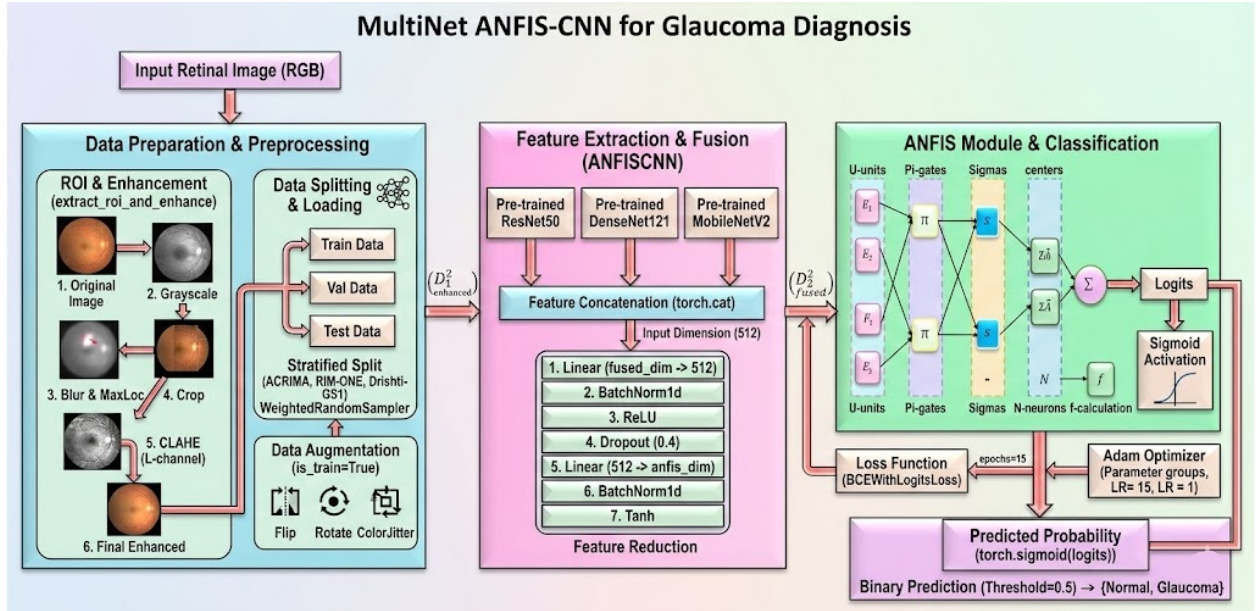 MultiNet ANFIS-CNN for Glaucoma Diagnosis
Input Retinal Image (RGB)
Data Preparation & Preprocessing
ROI & Enhancement
(extract_roi_and_enhance)
1. Original
Image
2. Grayscale
3. Blur & MaxLoc
4. Crop
5. CLAHE
(L-channel)
6. Final Enhanced
Data Splitting
& Loading
Train Data
Val Data
Test Data
Stratified Split
(ACRIMA, RIM-ONE, Drishti-
GS1)
WeightedRandomSampler
Data Augmentation
(is_train=True)
Flip
Rotate
ColorJitter
(D₁²
enhanced)
Feature Extraction & Fusion
(ANFISCNN)
Pre-trained
ResNet50
Pre-trained
DenseNet121
Pre-trained
MobileNetV2
Feature Concatenation (torch.cat)
Input Dimension (512)
1. Linear (fused_dim -> 512)
2. BatchNorm1d
3. ReLU
4. Dropout (0.4)
5. Linear (512 -> anfis_dim)
6. BatchNorm1d
7. Tanh
Feature Reduction
(D₂²
fused)
ANFIS Module & Classification
U-units
Pi-gates
Sigmas
centers
E₁
E₂
E₃
π
π
S
S
Σ
N
f
-
U-units
Pi-gates
Sigmas
N-neurons
f-calculation
Logits
Sigmoid
Activation
Loss Function
(BCEWithLogitsLoss)
epochs=15
Adam Optimizer
(Parameter groups,
LR= 15, LR = 1)
Predicted Probability
(torch.sigmoid(logits))
Binary Prediction (Threshold=0.5) → {Normal, Glaucoma}